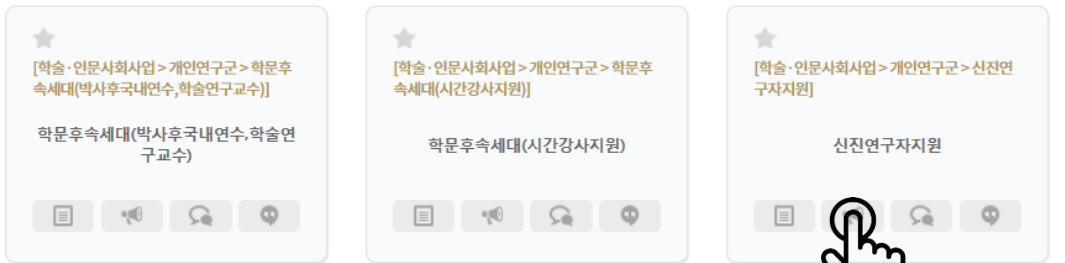 [학술·인문사회사업 > 개인연구군 > 학문후
속세대(박사후국내연수,학술연구교수)]
학문후속세대(박사후국내연수,학술연
구교수)
[학술·인문사회사업 > 개인연구군 > 학문후
속세대(시간강사지원)]
학문후속세대(시간강사지원)
[학술·인문사회사업 > 개인연구군 > 신진연
구자지원]
신진연구자지원